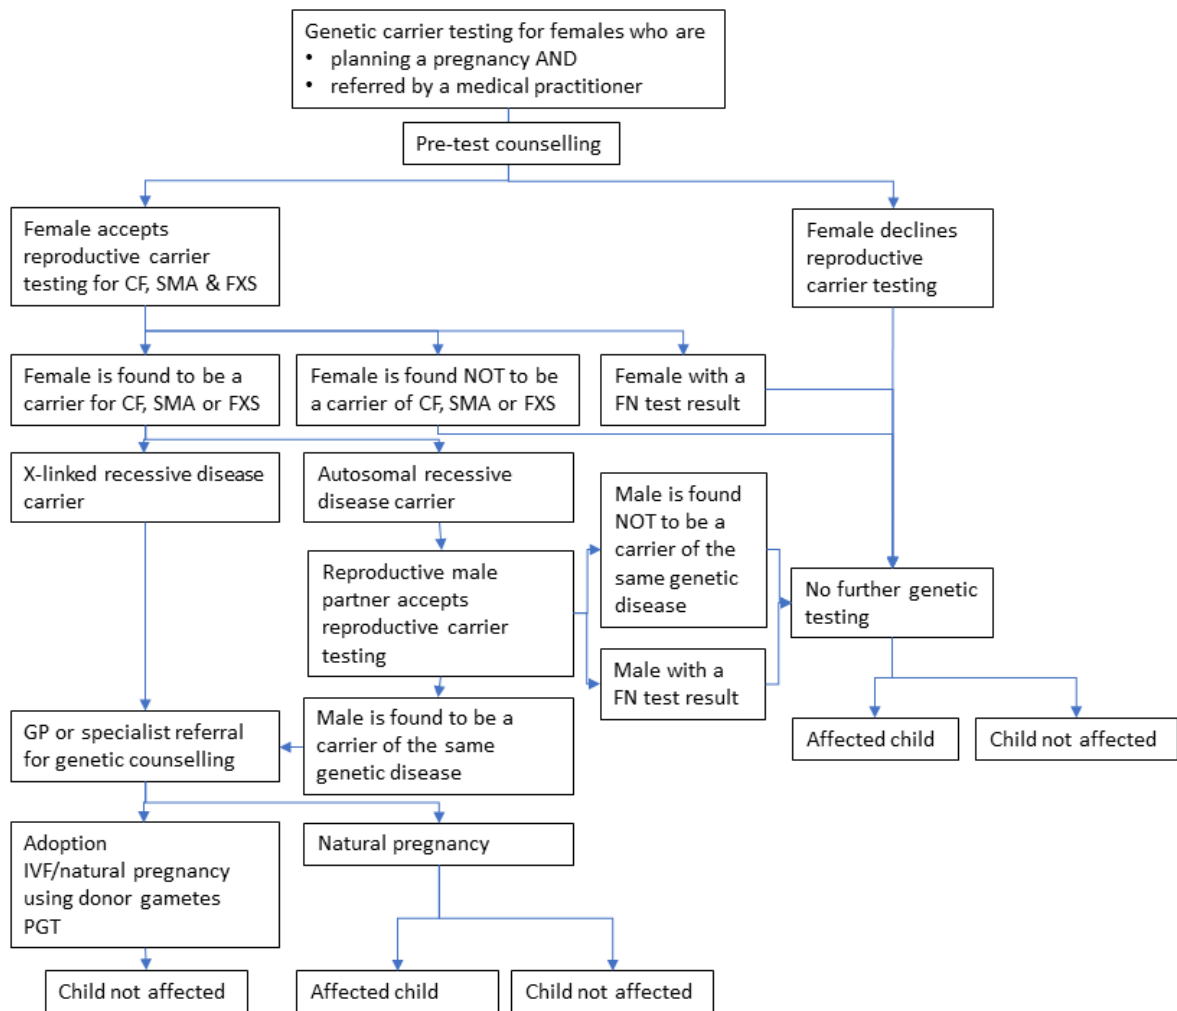 Genetic carrier testing for females who are
• planning a pregnancy AND
• referred by a medical practitioner
Pre-test counselling
Female accepts
reproductive carrier
testing for CF, SMA & FXS
Female declines
reproductive
carrier testing
Female is found to be a
carrier for CF, SMA or FXS
Female is found NOT to be
a carrier of CF, SMA or FXS
Female with a
FN test result
X-linked recessive disease
carrier
Autosomal recessive
disease carrier
Male is found
NOT to be a
carrier of the
same genetic
disease
Reproductive male
partner accepts
reproductive carrier
testing
No further genetic
testing
Male with a
FN test result
GP or specialist referral
for genetic counselling
Male is found to be a
carrier of the same
genetic disease
Affected child
Child not affected
Adoption
IVF/natural pregnancy
using donor gametes
PGT
Natural pregnancy
Child not affected
Affected child
Child not affected